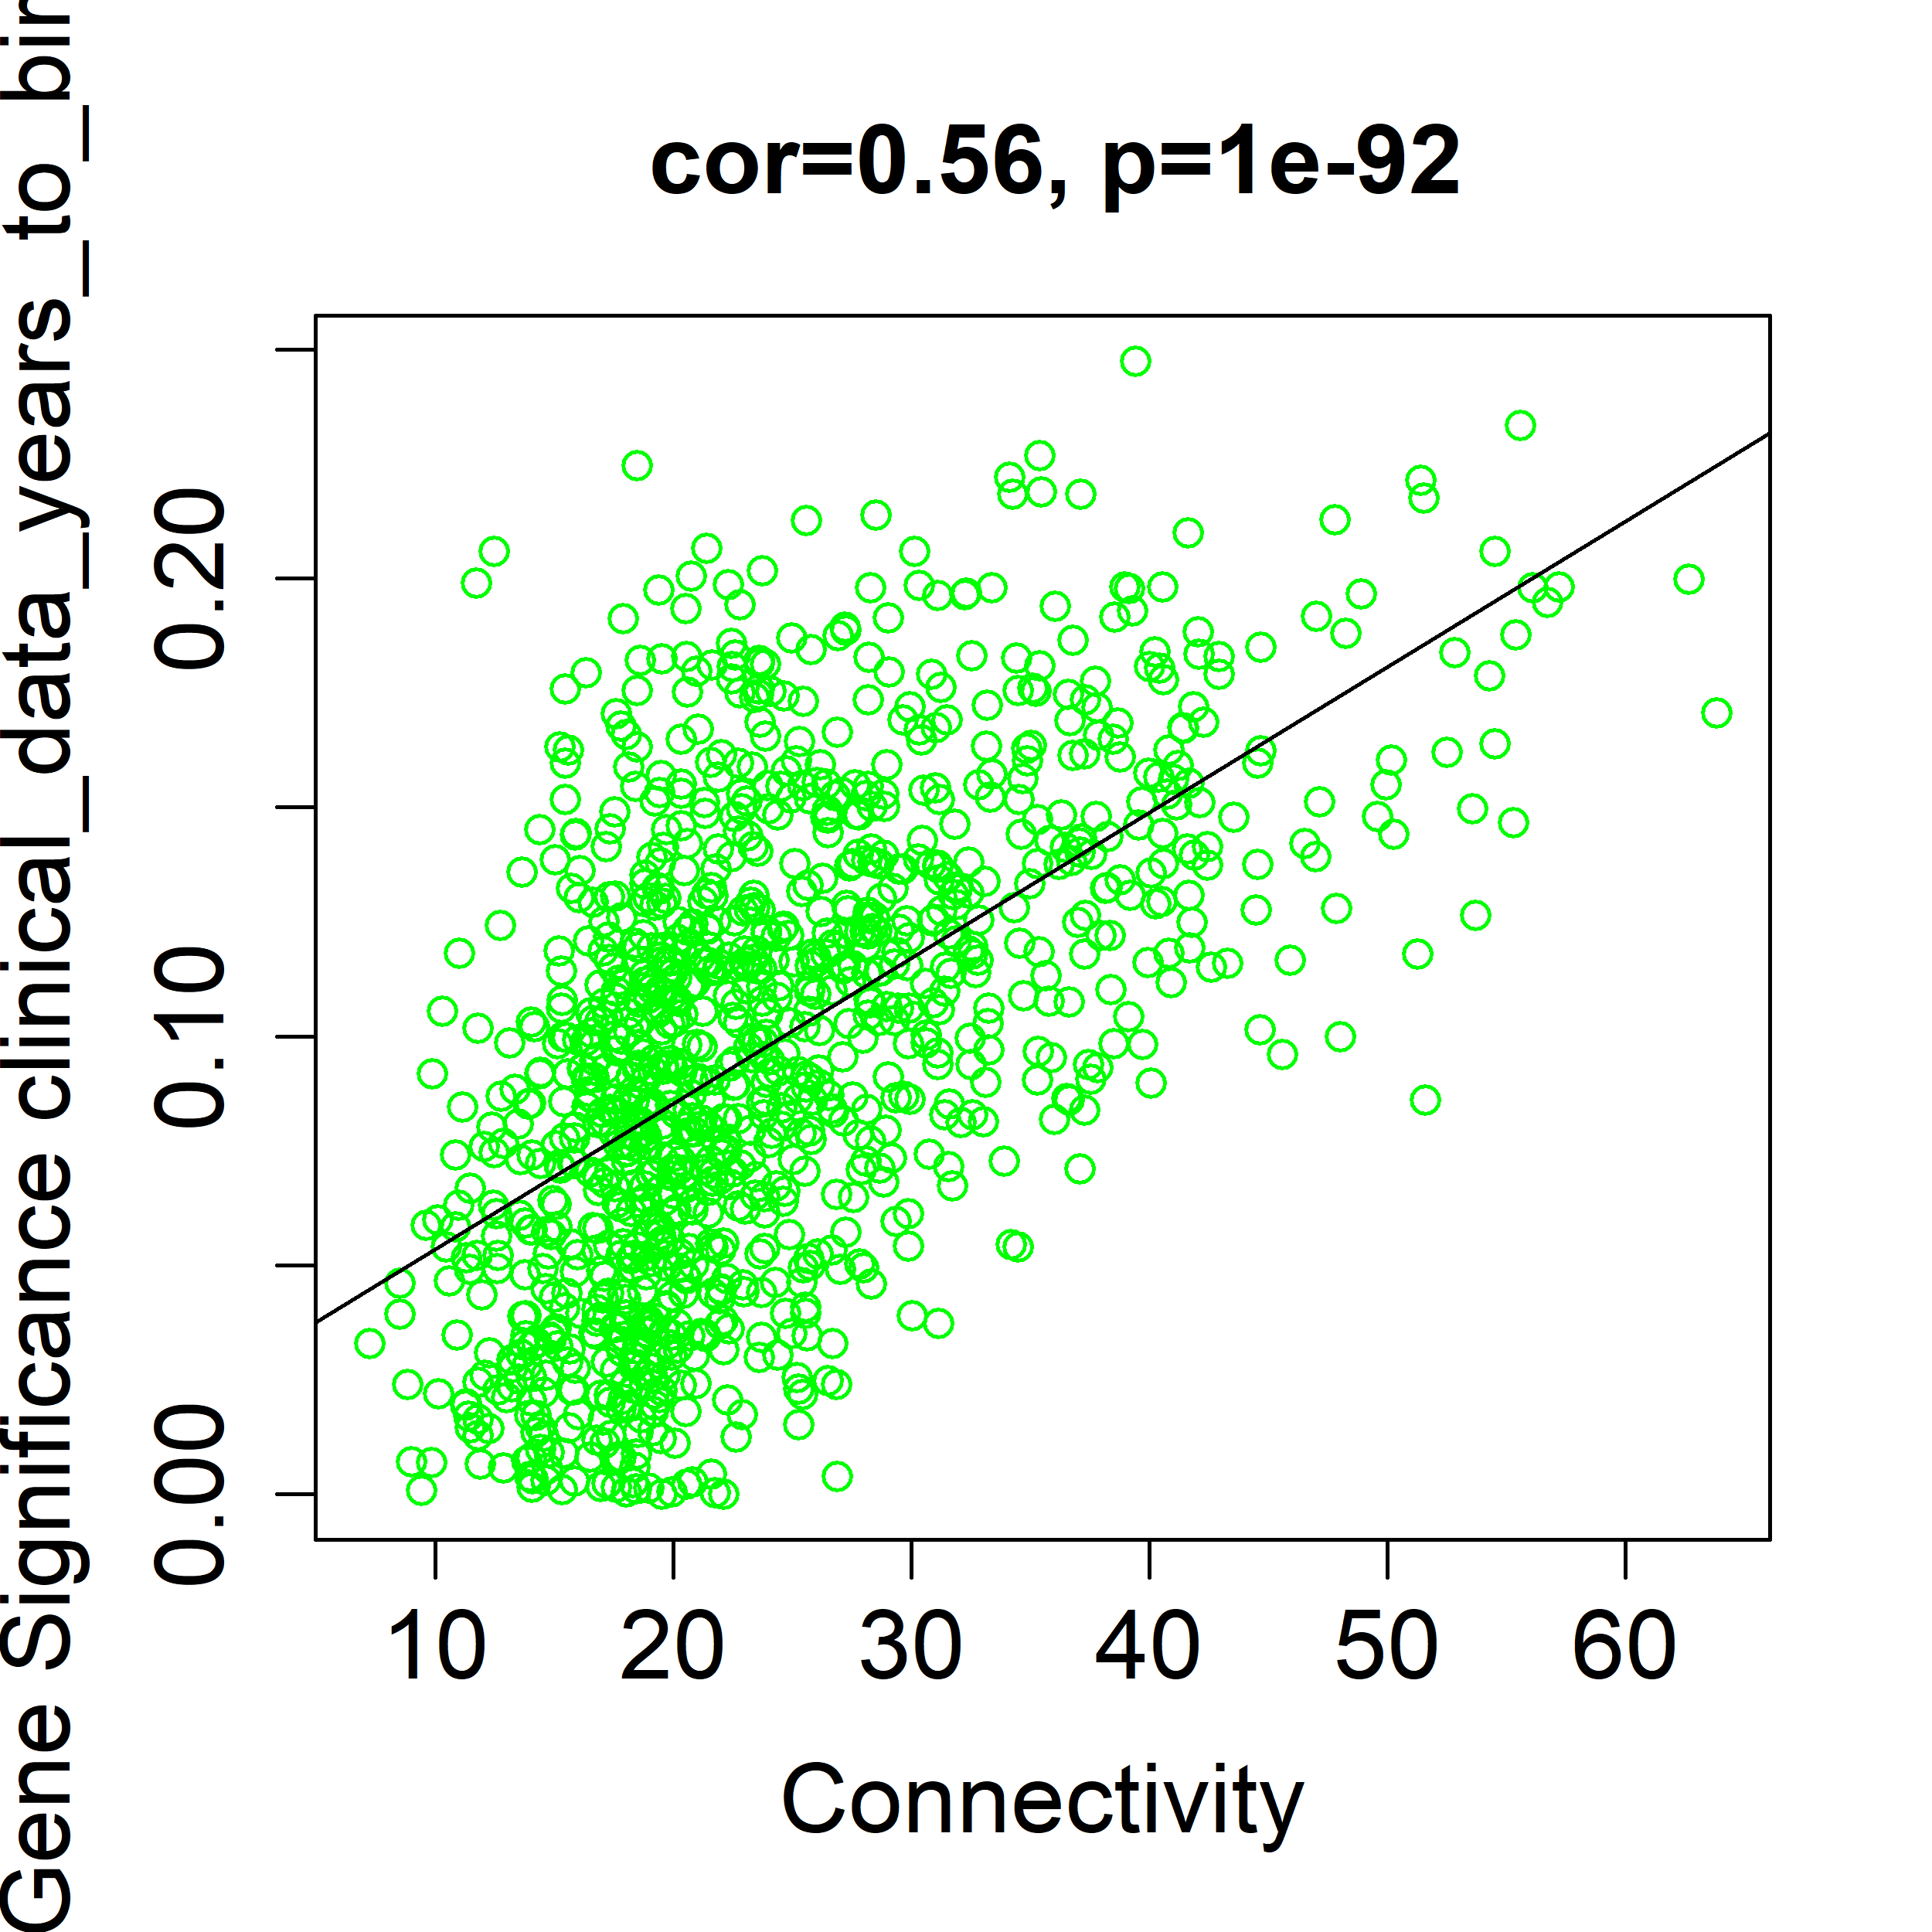 cor=0.56, p=1e-92
Gene Significance clinical_data_years_to_bir
0.20
0.10
0.00
10 20 30 40 50 60
Connectivity